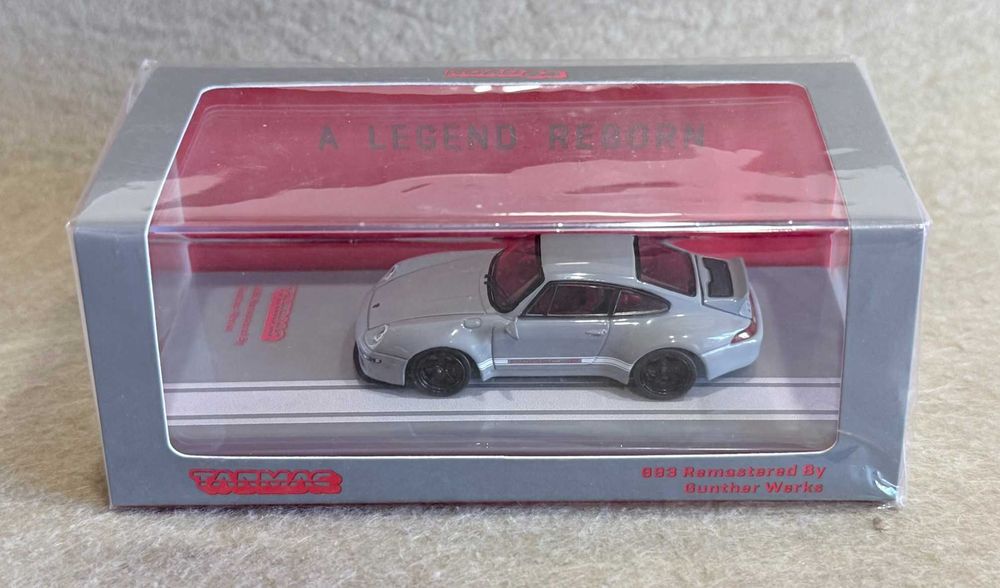 A LEGEND REBORN
TARMAC
993 Remastered By
Gunther Werks